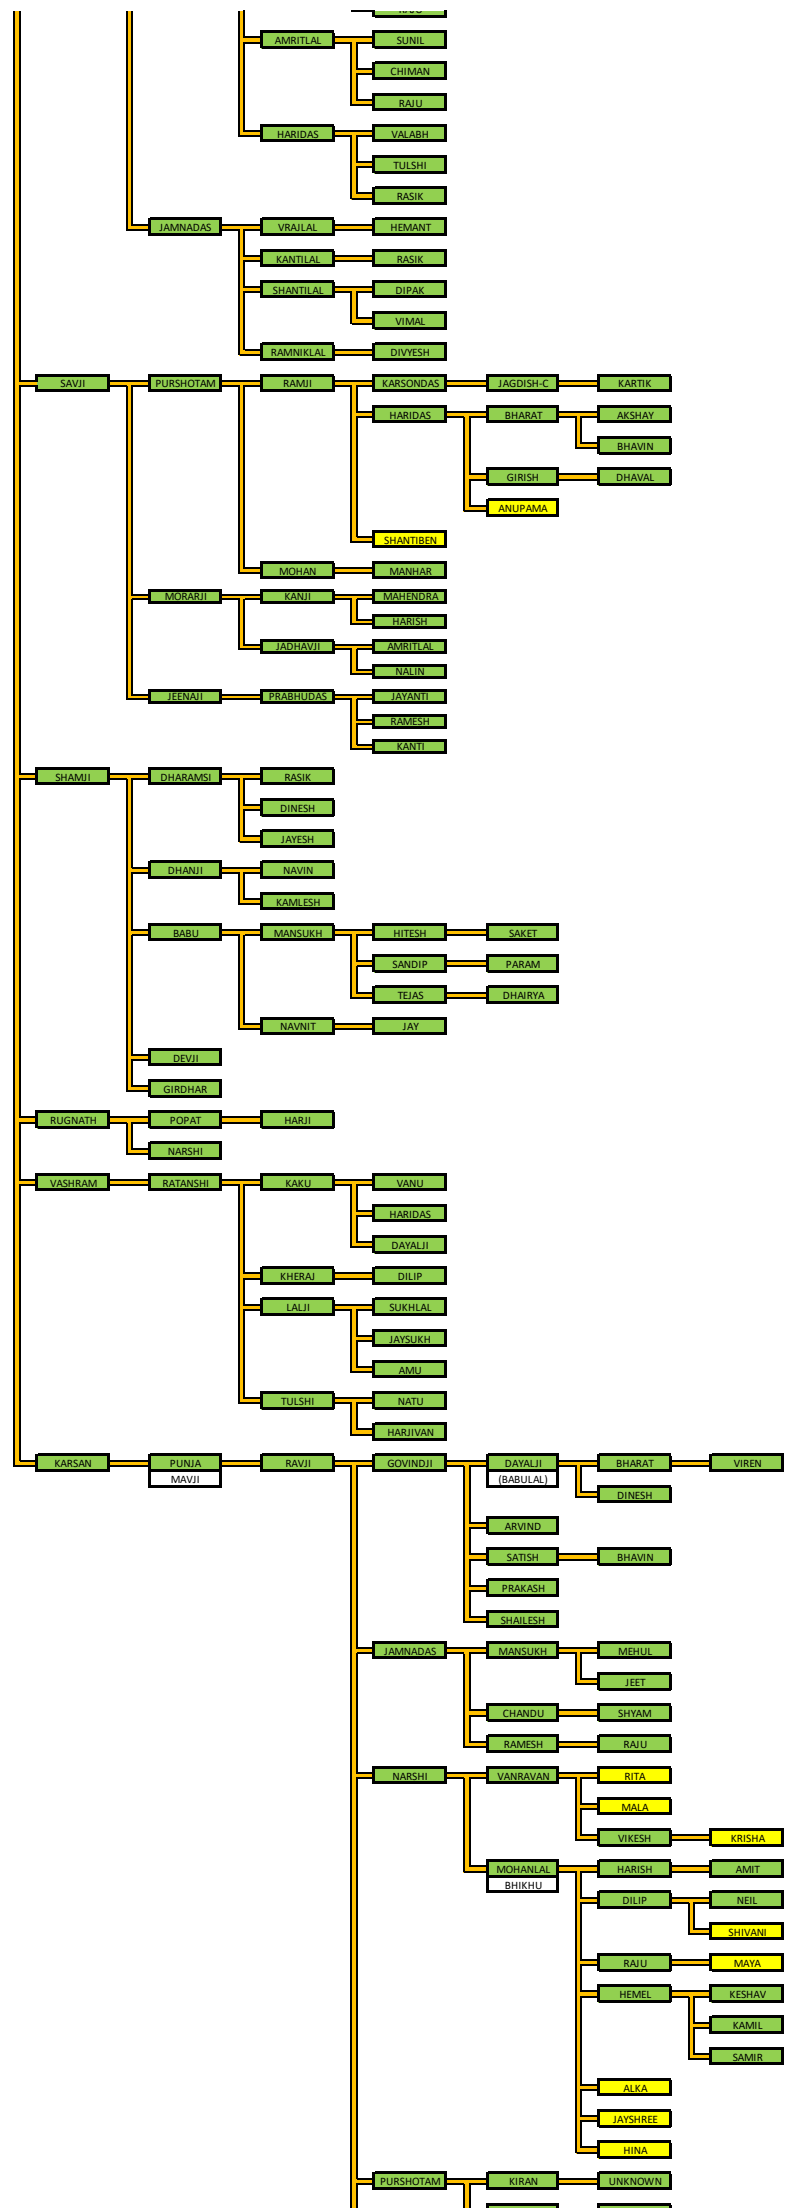 AMRITLAL SUNIL
CHIMAN
RAJU
HARIDAS VALABH
TULSHI
RASIK
JAMNADAS VRAJLAL HEMANT
KANTILAL RASIK
SHANTILAL DIPAK
VIMAL
RAMNIKLAL DIVYESH
SAVJI PURSHOTAM RAMJI KARSONDAS JAGDISH-C KARTIK
HARIDAS BHARAT AKSHAY
BHAVIN
GIRISH DHAVAL
ANUPAMA
SHANTIBEN
MOHAN MANHAR
MORARJI KANJI MAHENDRA
HARISH
JADHAVJI AMRITLAL
NALIN
JEENAJI PRABHUDAS JAYANTI
RAMESH
KANTI
SHAMJI DHARAMSI RASIK
DINESH
JAYESH
DHANJI NAVIN
KAMLESH
BABU MANSUKH HITESH SAKET
SANDIP PARAM
TEJAS DHAIRYA
NAVNIT JAY
DEVJI
GIRDHAR
RUGNATH POPAT HARJI
NARSHI
VASHRAM RATANSHI KAKU VANU
HARIDAS
DAYALJI
KHERAJ DILIP
LALJI SUKHLAL
JAYSUKH
AMU
TULSHI NATU
HARJIVAN
KARSAN PUNJA RAVJI GOVINDJI DAYALJI BHARAT VIREN
MAVJI (BABULAL)
DINESH
ARVIND
SATISH BHAVIN
PRAKASH
SHAILESH
JAMNADAS MANSUKH MEHUL
JEET
CHANDU SHYAM
RAMESH RAJU
NARSHI VANRAVAN RITA
MALA
VIKESH KRISHA
MOHANLAL HARISH AMIT
BHIKHU
DILIP NEIL
SHIVANI
RAJU MAYA
HEMEL KESHAV
KAMIL
SAMIR
ALKA
JAYSHREE
HINA
PURSHOTAM KIRAN UNKNOWN